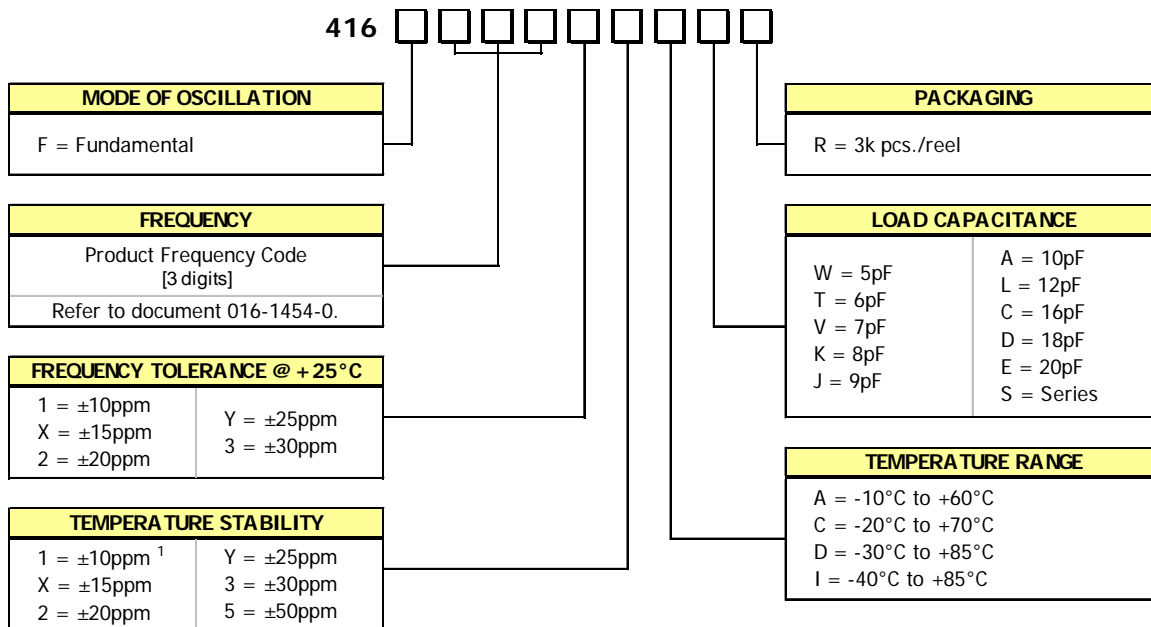 416
MODE OF OSCILLATION
F = Fundamental
FREQUENCY
Product Frequency Code
[3 digits]
Refer to document 016-1454-0.
FREQUENCY TOLERANCE @ +25°C
1 = ±10ppm
X = ±15ppm
2 = ±20ppm
Y = ±25ppm
3 = ±30ppm
TEMPERATURE STABILITY
1 = ±10ppm ¹
X = ±15ppm
2 = ±20ppm
Y = ±25ppm
3 = ±30ppm
5 = ±50ppm
PACKAGING
R = 3k pcs./reel
LOAD CAPACITANCE
W = 5pF
T = 6pF
V = 7pF
K = 8pF
J = 9pF
A = 10pF
L = 12pF
C = 16pF
D = 18pF
E = 20pF
S = Series
TEMPERATURE RANGE
A = -10°C to +60°C
C = -20°C to +70°C
D = -30°C to +85°C
I = -40°C to +85°C